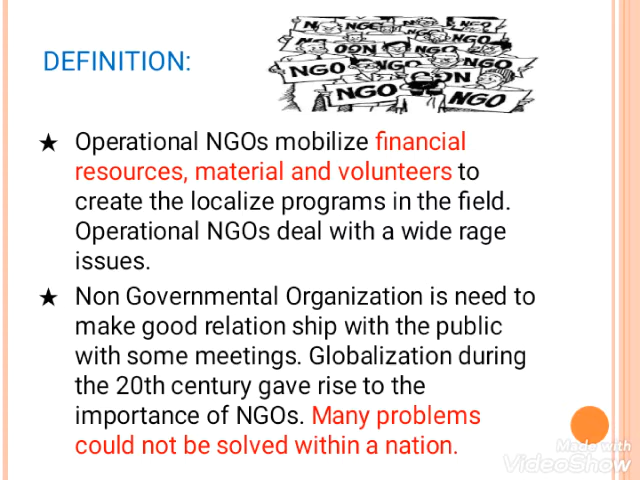 DEFINITION:
NGO
OON
NGO
NGO
NGO
NGO
NGO
NGO
★ Operational NGOs mobilize financial
resources, material and volunteers to
create the localize programs in the field.
Operational NGOs deal with a wide rage
issues.
★ Non Governmental Organization is need to
make good relation ship with the public
with some meetings. Globalization during
the 20th century gave rise to the
importance of NGOs. Many problems
could not be solved within a nation.
Made with
VideoShow